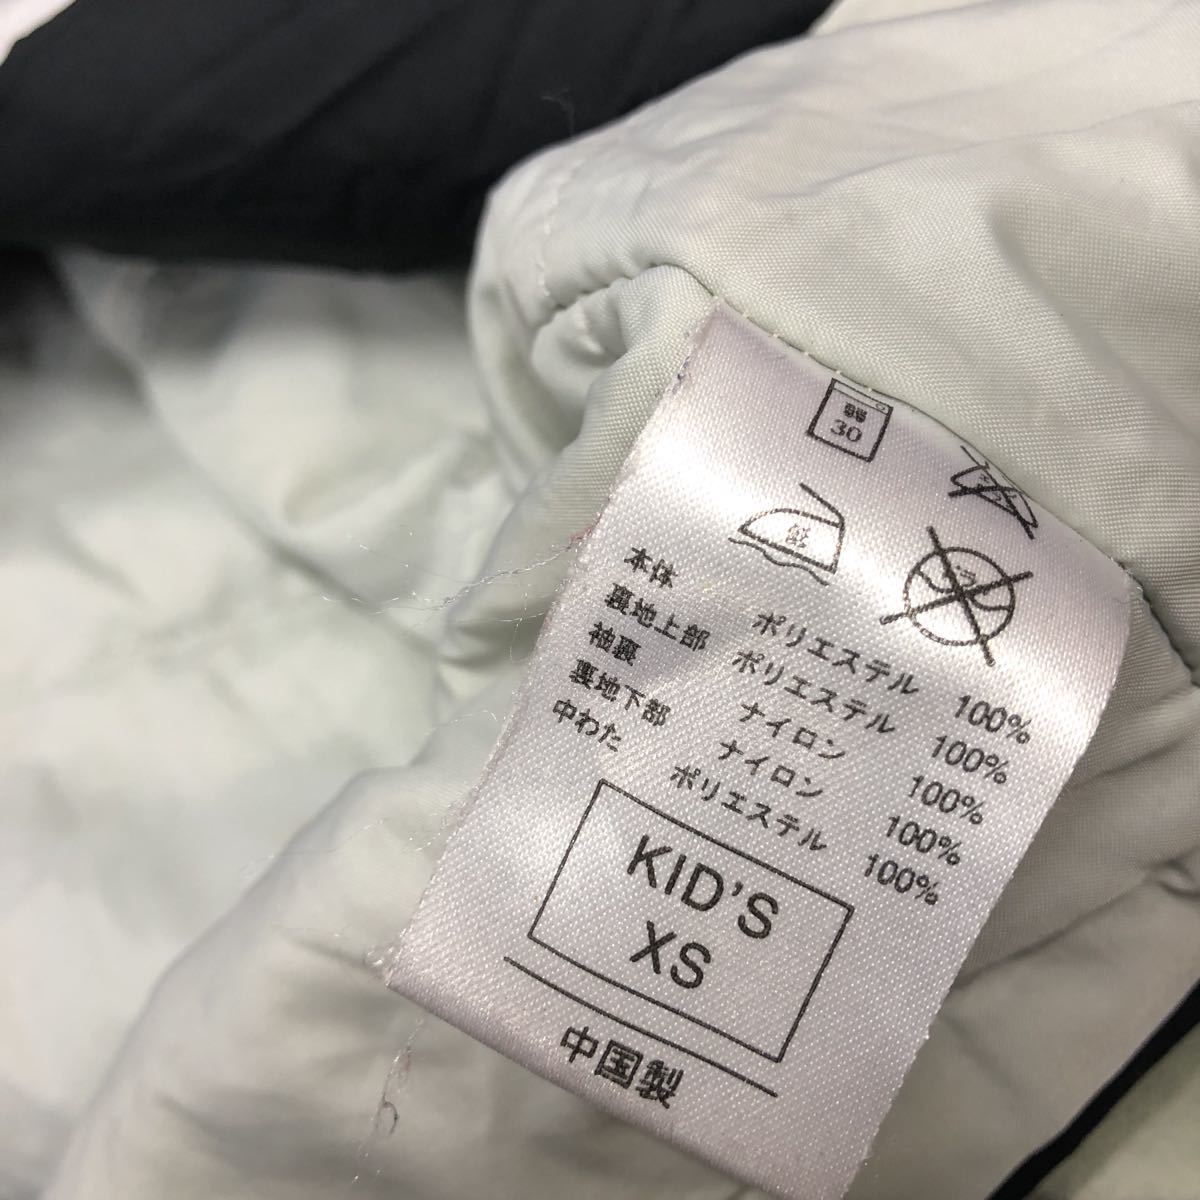 弱
30
低
本体 ポリエステル 100%
裏地上部 ポリエステル 100%
袖裏 ナイロン 100%
裏地下部 ナイロン 100%
中わた ポリエステル 100%
KID'S
XS
中国製